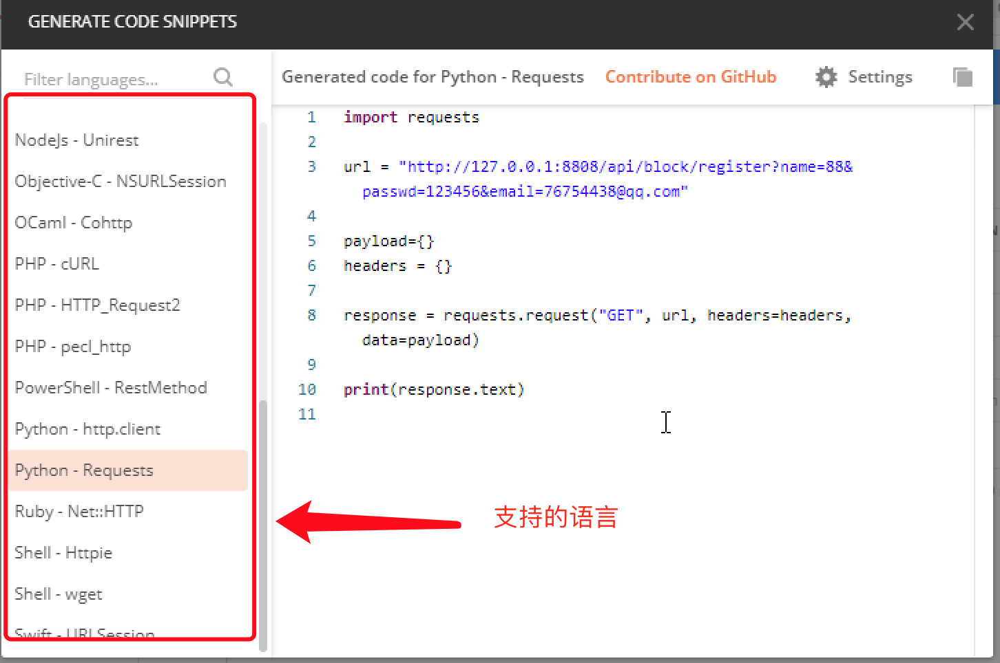 GENERATE CODE SNIPPETS
Filter languages...
Generated code for Python - Requests Contribute on GitHub Settings
NodeJs - Unirest
Objective-C - NSURLSession
OCaml - Cohttp
PHP - cURL
PHP - HTTP_Request2
PHP - pecl_http
PowerShell - RestMethod
Python - http.client
Python - Requests
Ruby - Net::HTTP
Shell - Httpie
Shell - wget
Swift - URLSession
1 import requests
2
3 url = "http://127.0.0.1:8808/api/block/register?name=88&
passwd=123456&email=76754438@qq.com"
4
5 payload={}
6 headers = {}
7
8 response = requests.request("GET", url, headers=headers,
data=payload)
9
10 print(response.text)
11
支持的语言